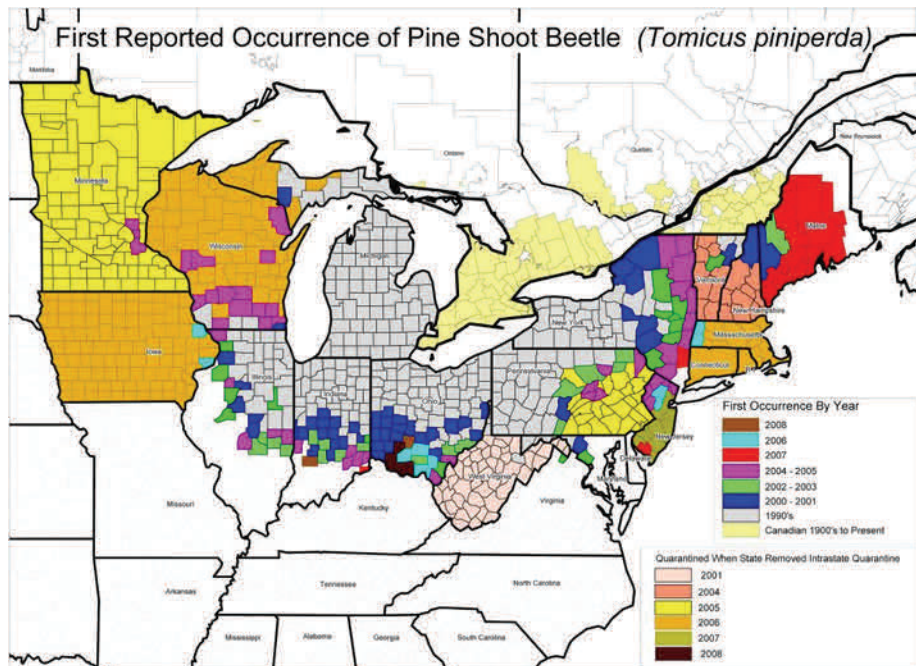 First Reported Occurrence of Pine Shoot Beetle (Tomicus piniperda)
Manitoba
Ontario
Quebec
New Brunswick
Minnesota
Wisconsin
Michigan
Maine
Vermont
New Hampshire
New York
Massachusetts
Connecticut
RI
Iowa
Illinois
Indiana
Ohio
Pennsylvania
New Jersey
Delaware
Maryland
West Virginia
Virginia
Missouri
Kentucky
Arkansas
Tennessee
North Carolina
Mississippi
Alabama
Georgia
South Carolina
First Occurrence By Year
2008
2006
2007
2004 - 2005
2002 - 2003
2000 - 2001
1990's
Canadian 1900's to Present
Quarantined When State Removed Intrastate Quarantine
2001
2004
2005
2006
2007
2008